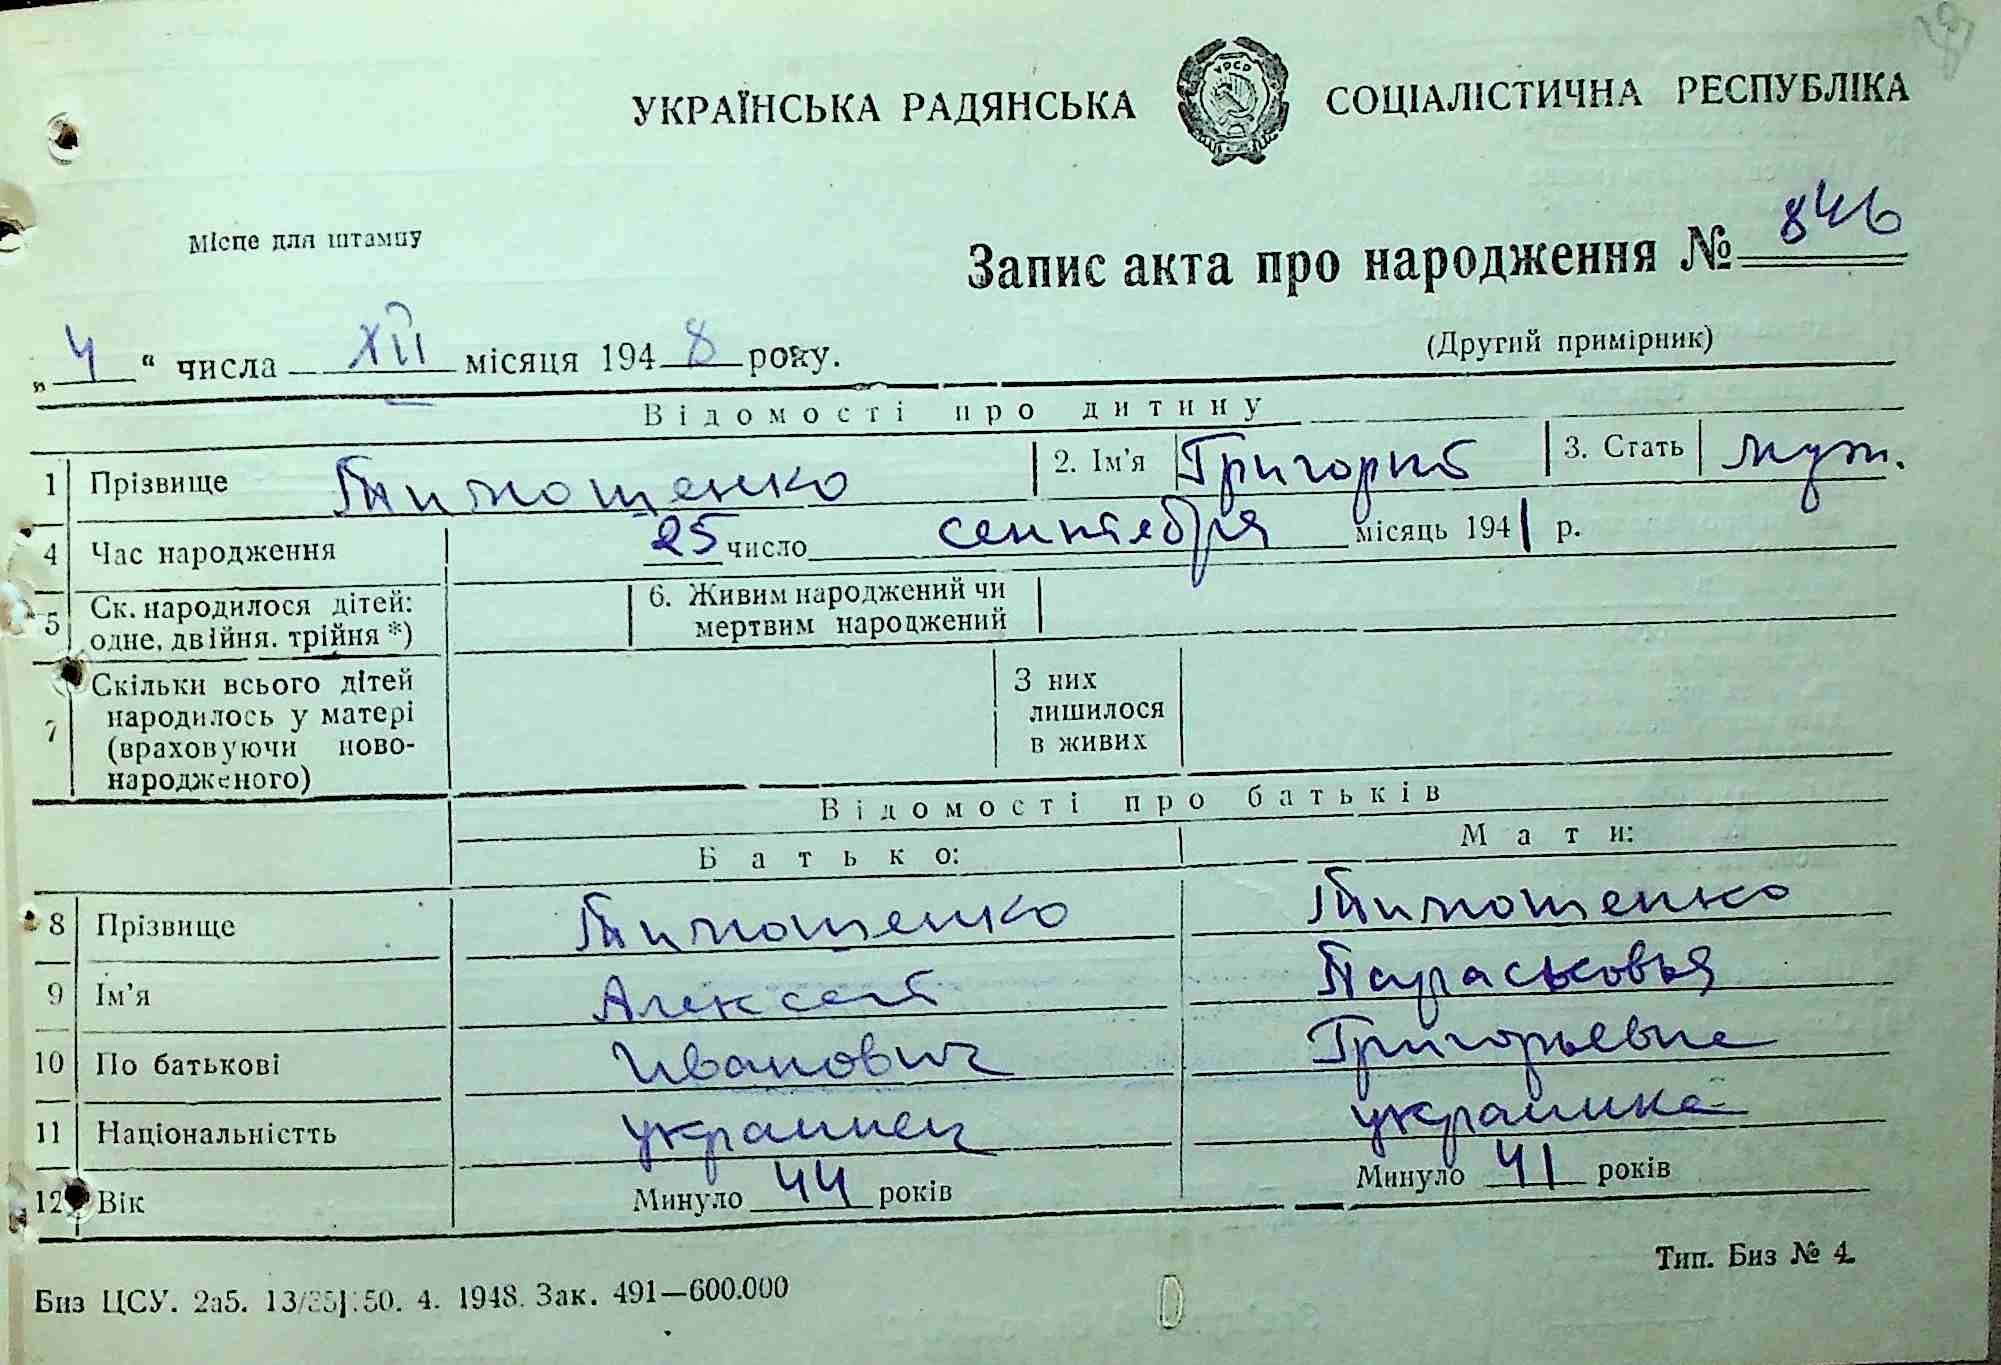 УРСР
УКРАЇНСЬКА РАДЯНСЬКА СОЦІАЛІСТИЧНА РЕСПУБЛІКА
Місце для штампу
Запис акта про народження № 846
„ 4 “ числа XII місяця 1948 року.
(Другий примірник)
Відомості про дитину
1 Прізвище Тимошенко 2. Ім'я Григорий 3. Стать муж.
4 Час народження 25 число сентября місяць 1941 р.
5 Ск. народилося дітей: одне, двійня, трійня *) 6. Живим народжений чи мертвим народжений
7 Скільки всього дітей народилось у матері (враховуючи ново-народженого) З них лишилося в живих
Відомості про батьків
Батько: Мати:
8 Прізвище Тимошенко Тимошенко
9 Ім'я Алексей Парасковья
10 По батькові Иванович Григорьевна
11 Національністть украинец украинка
12 Вік Минуло 44 років Минуло 41 років
Тип. Биз № 4.
Биз ЦСУ. 2а5. 50. 4. 1948. Зак. 491—600.000